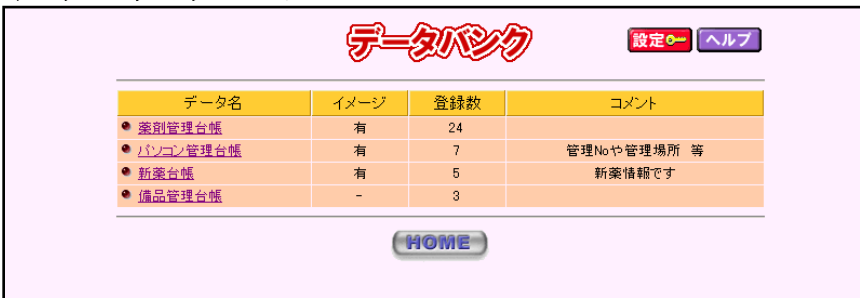 データバンク 設定 ヘルプ
データ名 イメージ 登録数 コメント
薬剤管理台帳 有 24
パソコン管理台帳 有 7 管理Noや管理場所 等
新薬台帳 有 5 新薬情報です
備品管理台帳 - 3
HOME